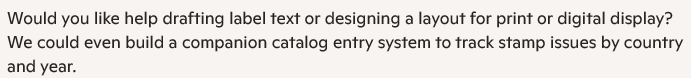 Would you like help drafting label text or designing a layout for print or digital display?
We could even build a companion catalog entry system to track stamp issues by country
and year.